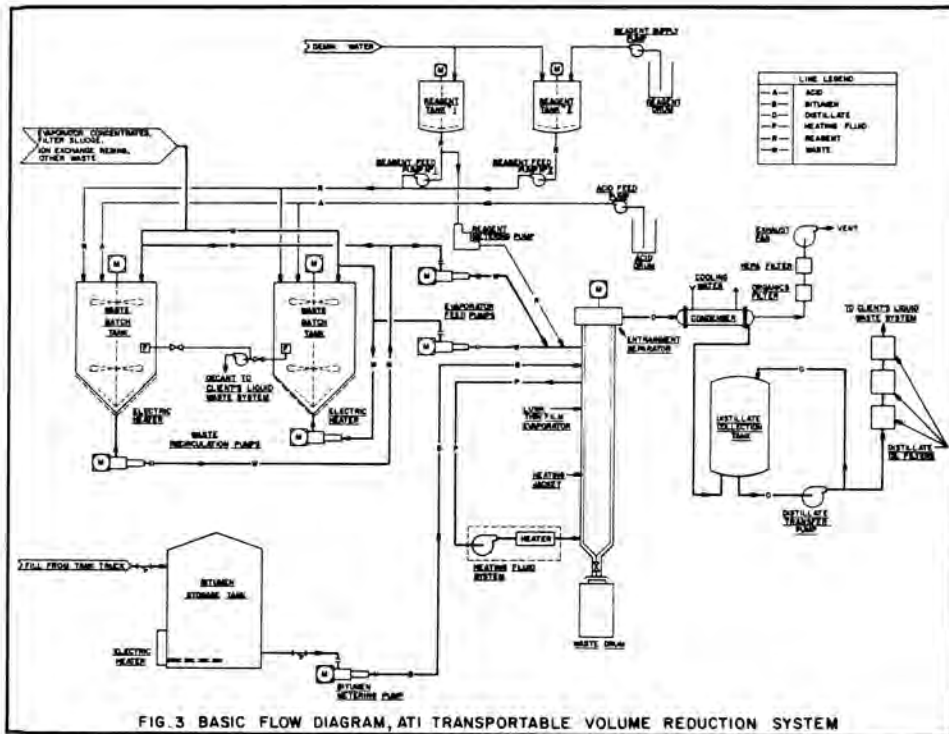 DEMIN. WATER
REAGENT SUPPLY
PUMP
REAGENT
TANK 1
REAGENT
TANK 2
REAGENT
DRUM
LINE LEGEND
A ACID
B BITUMEN
D DISTILLATE
F HEATING FLUID
R REAGENT
W WASTE
EVAPORATOR CONCENTRATES,
FILTER SLUDGE,
ION EXCHANGE RESINS,
OTHER WASTE
REAGENT FEED
PUMP #1
REAGENT FEED
PUMP #2
ACID FEED
PUMP
REAGENT
METERING PUMP
ACID
DRUM
EXHAUST
FAN
VENT
HEPA FILTER
ORGANICS
FILTER
COOLING
WATER
CONDENSER
TO CLIENT'S LIQUID
WASTE SYSTEM
WASTE
BATCH
TANK
WASTE
BATCH
TANK
EVAPORATOR
FEED PUMPS
ENTRAINMENT
SEPARATOR
DECANT TO
CLIENT'S LIQUID
WASTE SYSTEM
ELECTRIC
HEATER
ELECTRIC
HEATER
WASTE
RECIRCULATION PUMPS
LUWA
THIN FILM
EVAPORATOR
HEATING
JACKET
DISTILLATE
COLLECTION
TANK
DISTILLATE
OIL FILTERS
DISTILLATE
TRANSFER
PUMP
HEATER
HEATING FLUID
SYSTEM
WASTE DRUM
FILL FROM TANK TRUCK
BITUMEN
STORAGE TANK
ELECTRIC
HEATER
BITUMEN
METERING PUMP
FIG. 3 BASIC FLOW DIAGRAM, ATI TRANSPORTABLE VOLUME REDUCTION SYSTEM